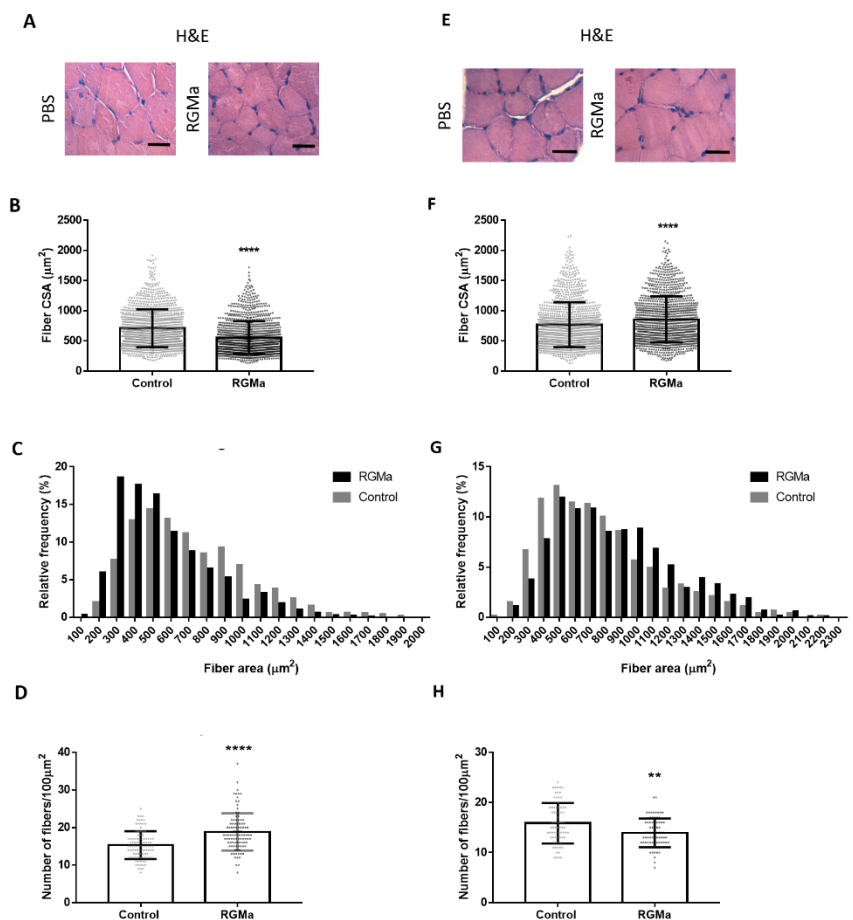 A
H&E
PBS
RGMa
B
Fiber CSA (μm²)
2500
2000
1500
1000
500
0
****
Control
RGMa
C
Relative frequency (%)
20
15
10
5
0
RGMa
Control
100 200 300 400 500 600 700 800 900 1000 1100 1200 1300 1400 1500 1600 1700 1800 1900 2000
Fiber area (μm²)
D
Number of fibers/100μm²
40
30
20
10
0
****
Control
RGMa
E
H&E
PBS
RGMa
F
Fiber CSA (μm²)
2500
2000
1500
1000
500
0
****
Control
RGMa
G
Relative frequency (%)
15
10
5
0
RGMa
Control
100 200 300 400 500 600 700 800 900 1000 1100 1200 1300 1400 1500 1600 1700 1800 1900 2000 2100 2200 2300
Fiber area (μm²)
H
Number of fibers/100μm²
30
20
10
0
**
Control
RGMa